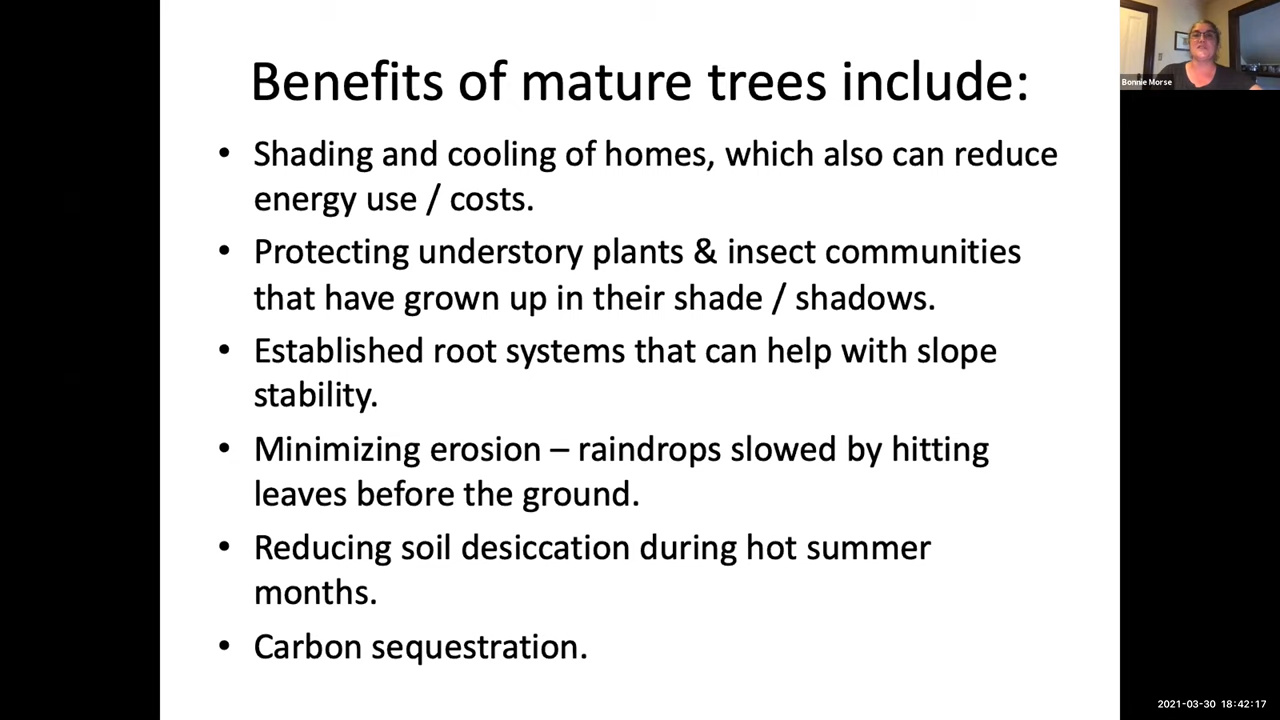 Benefits of mature trees include:
• Shading and cooling of homes, which also can reduce
energy use / costs.
• Protecting understory plants & insect communities
that have grown up in their shade / shadows.
• Established root systems that can help with slope
stability.
• Minimizing erosion – raindrops slowed by hitting
leaves before the ground.
• Reducing soil desiccation during hot summer
months.
• Carbon sequestration.
Bonnie Morse
2021-03-30 18:42:17